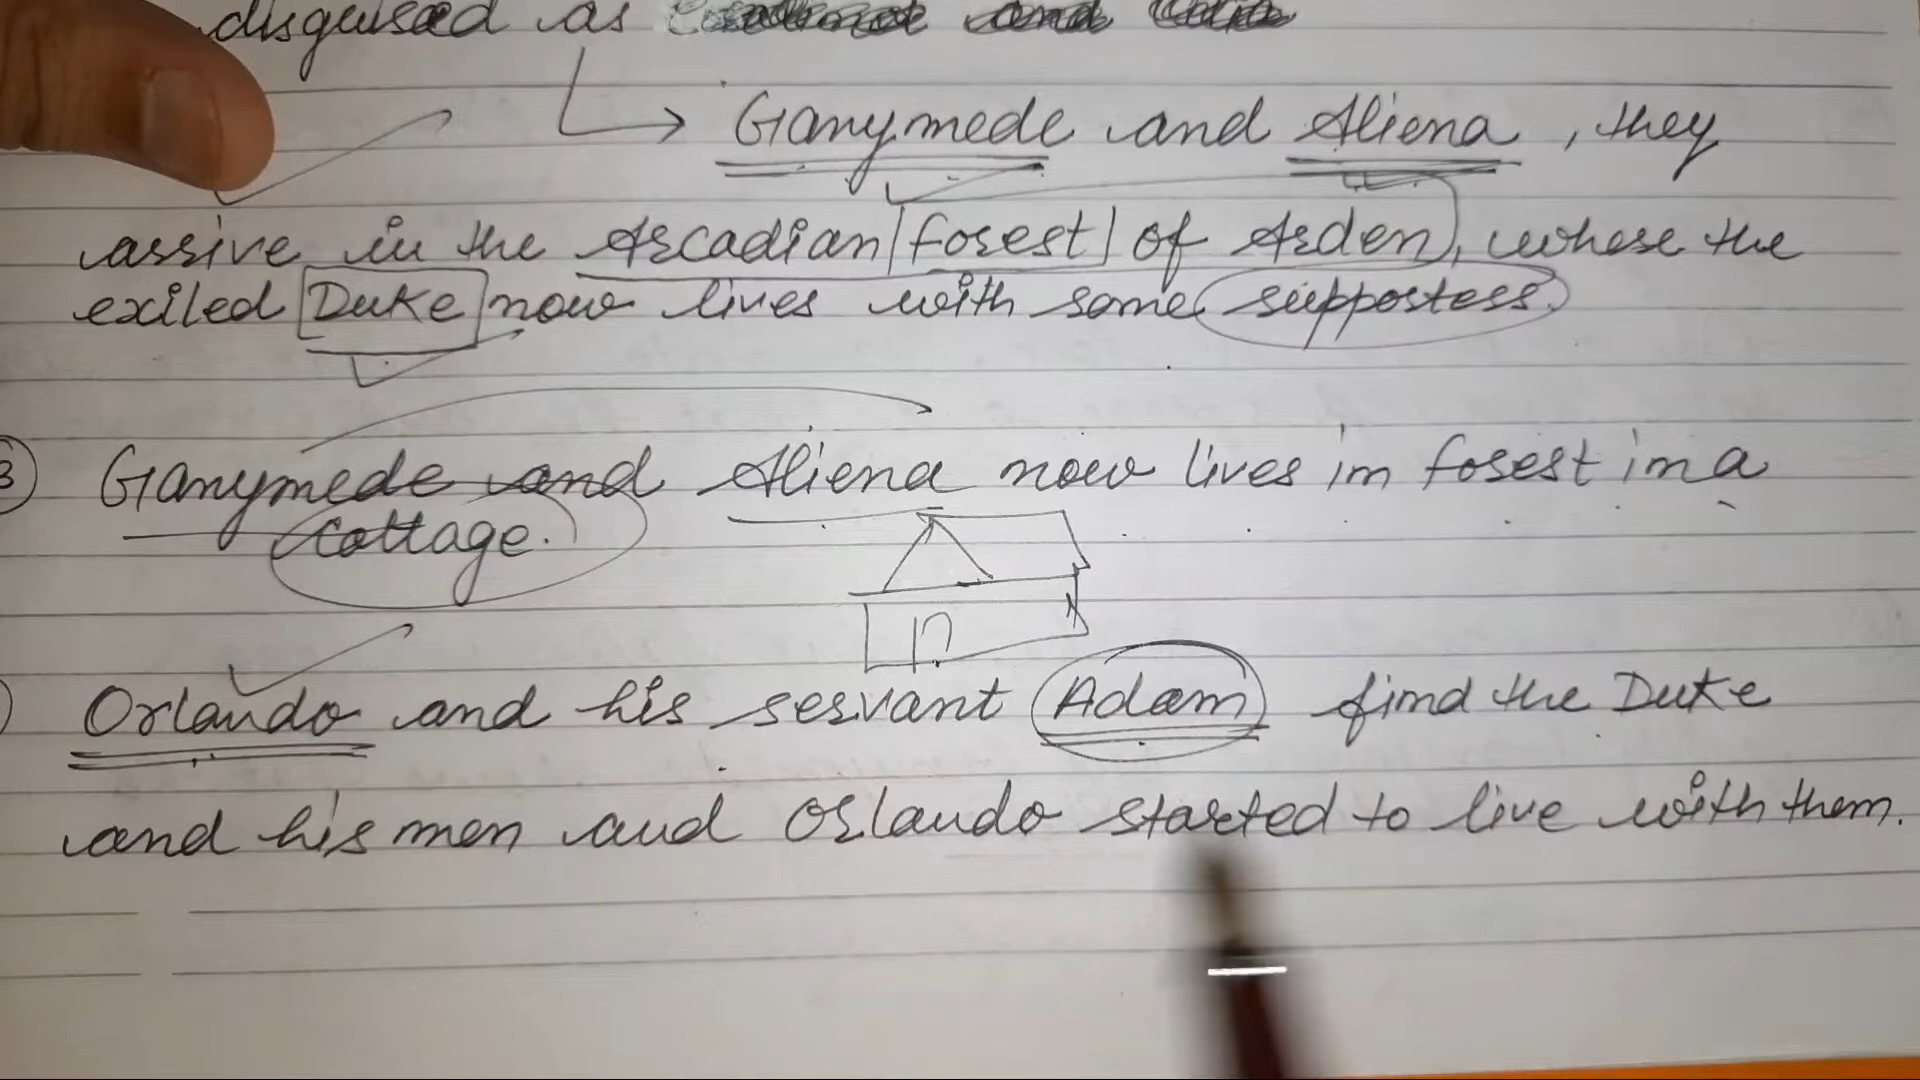 disguised as and
Ganymede and Aliena, they
arrive in the Arcadian forest of Arden, where the
exiled Duke now lives with some supporters.
3 Ganymede and Aliena now lives in forest in a
Cottage.
Orlando and his servant Adam find the Duke
and his men and Orlando started to live with them.